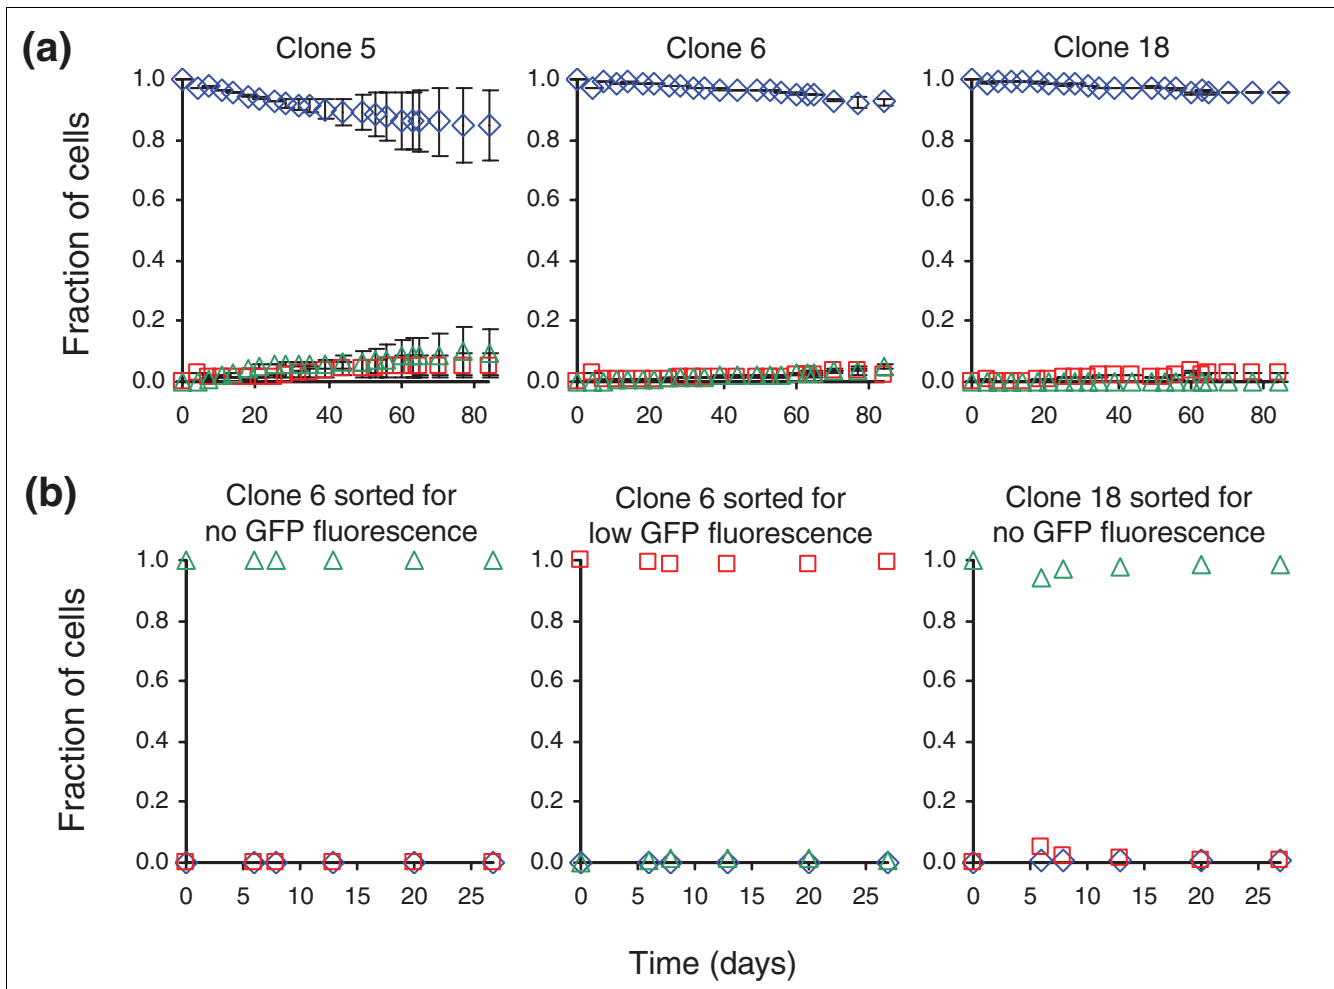 (a)
Clone 5
Clone 6
Clone 18
Fraction of cells
1.0
0.8
0.6
0.4
0.2
0.0
0 20 40 60 80
1.0
0.8
0.6
0.4
0.2
0.0
0 20 40 60 80
1.0
0.8
0.6
0.4
0.2
0.0
0 20 40 60 80
(b)
Clone 6 sorted for
no GFP fluorescence
Clone 6 sorted for
low GFP fluorescence
Clone 18 sorted for
no GFP fluorescence
Fraction of cells
1.0
0.8
0.6
0.4
0.2
0.0
0 5 10 15 20 25
1.0
0.8
0.6
0.4
0.2
0.0
0 5 10 15 20 25
1.0
0.8
0.6
0.4
0.2
0.0
0 5 10 15 20 25
Time (days)